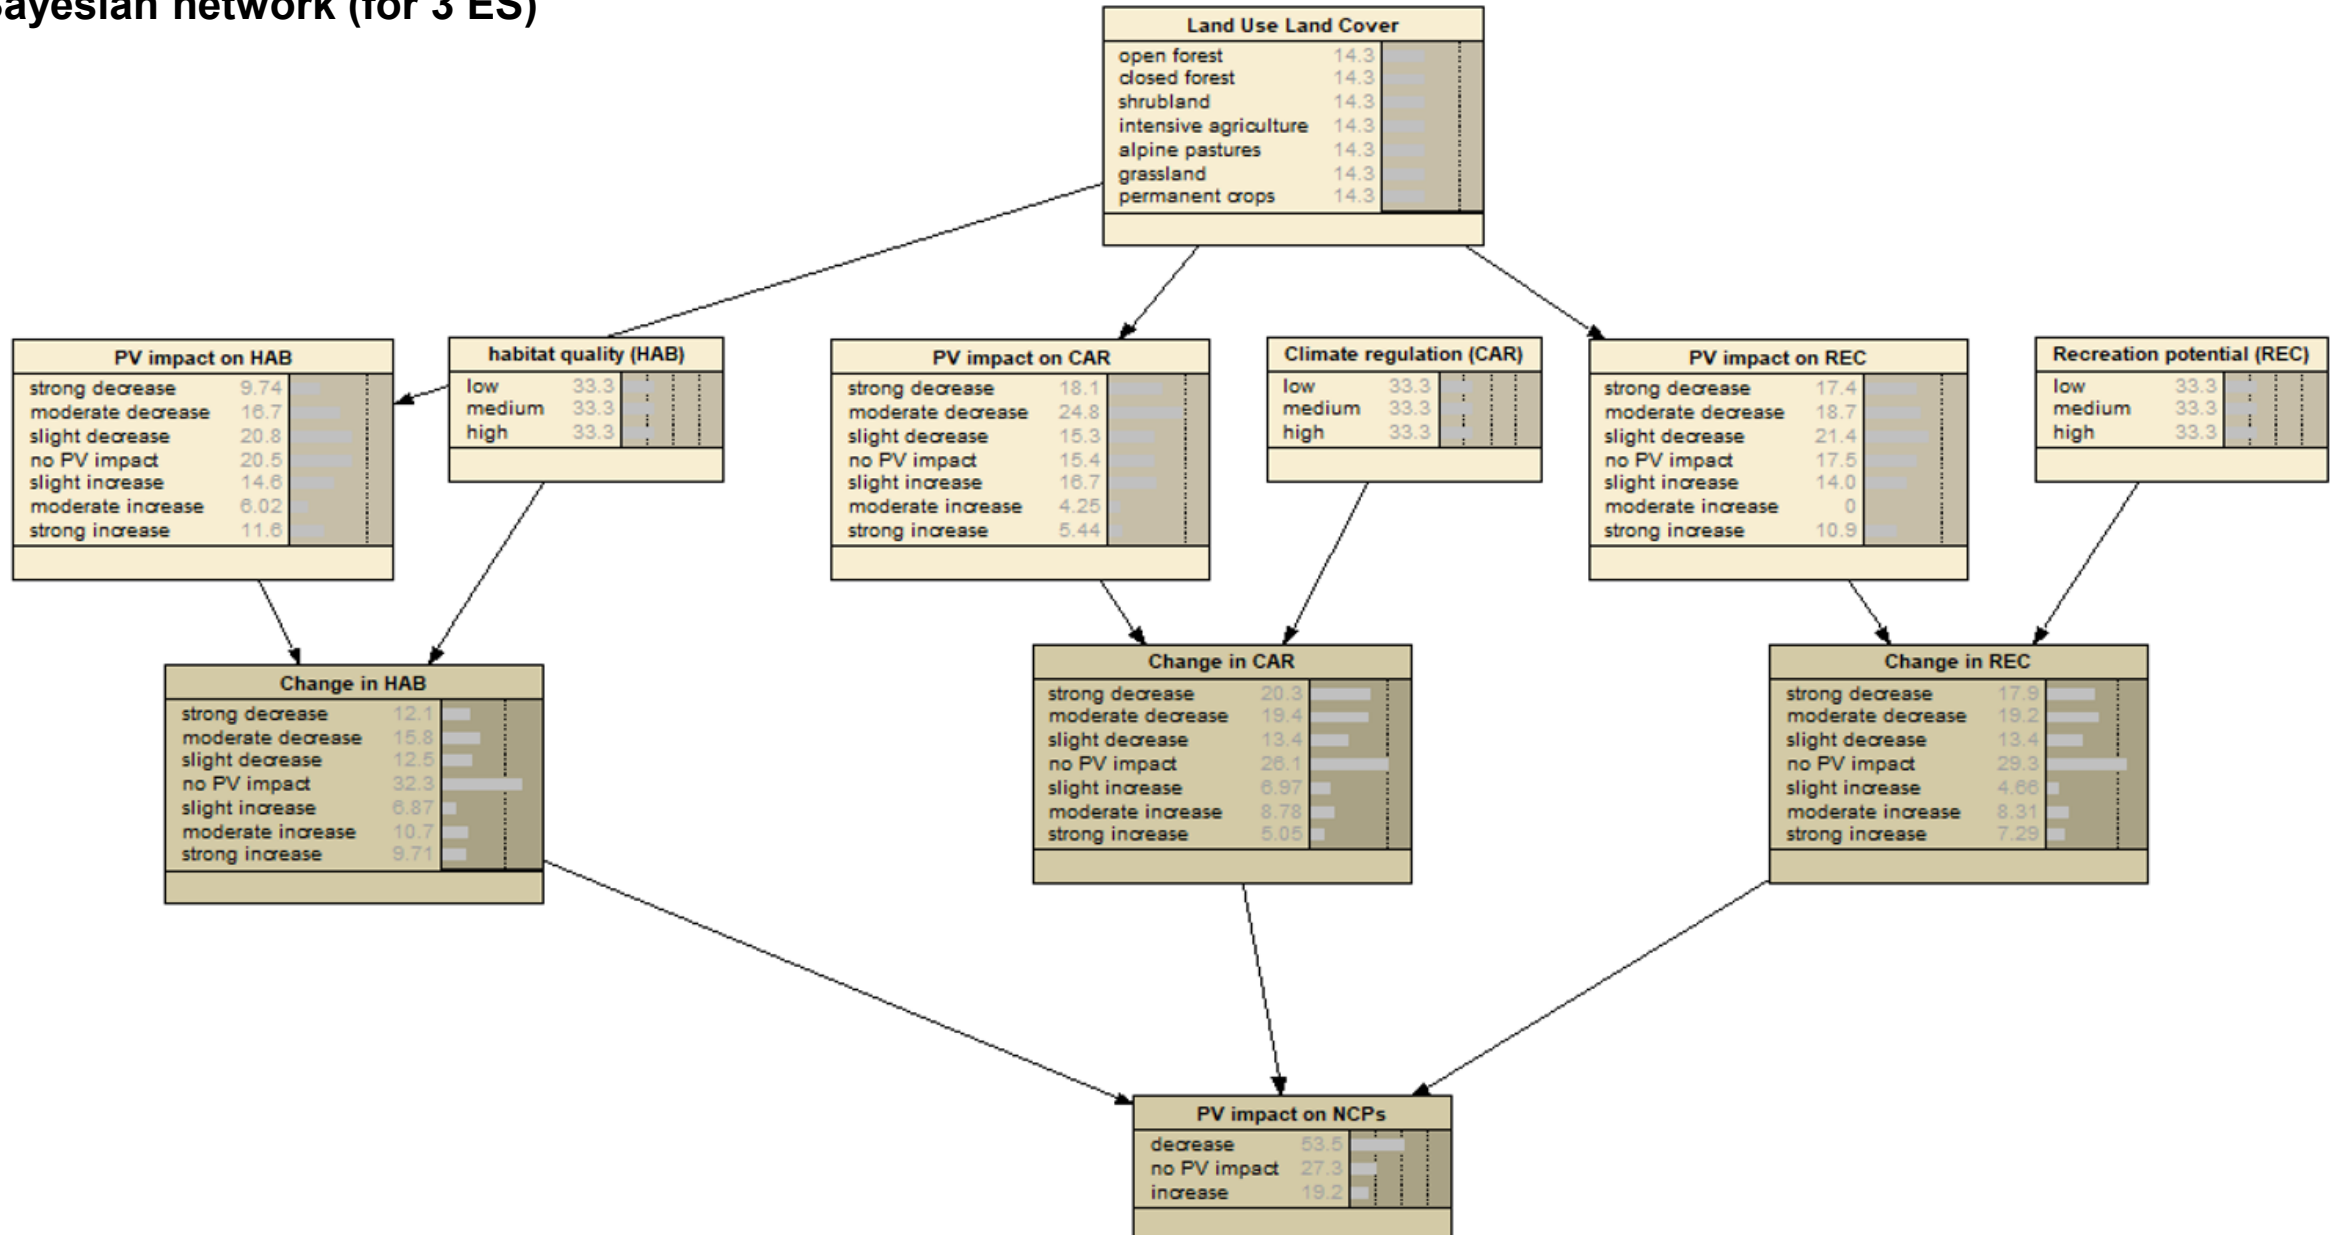 Bayesian network (for 3 ES)
Land Use Land Cover
open forest 14.3
closed forest 14.3
shrubland 14.3
intensive agriculture 14.3
alpine pastures 14.3
grassland 14.3
permanent crops 14.3
PV impact on HAB
strong decrease 9.74
moderate decrease 16.7
slight decrease 20.8
no PV impact 20.5
slight increase 14.6
moderate increase 6.02
strong increase 11.6
habitat quality (HAB)
low 33.3
medium 33.3
high 33.3
PV impact on CAR
strong decrease 18.1
moderate decrease 24.8
slight decrease 15.3
no PV impact 15.4
slight increase 16.7
moderate increase 4.25
strong increase 5.44
Climate regulation (CAR)
low 33.3
medium 33.3
high 33.3
PV impact on REC
strong decrease 17.4
moderate decrease 18.7
slight decrease 21.4
no PV impact 17.5
slight increase 14.0
moderate increase 0
strong increase 10.9
Recreation potential (REC)
low 33.3
medium 33.3
high 33.3
Change in HAB
strong decrease 12.1
moderate decrease 15.8
slight decrease 12.5
no PV impact 32.3
slight increase 6.87
moderate increase 10.7
strong increase 9.71
Change in CAR
strong decrease 20.3
moderate decrease 19.4
slight decrease 13.4
no PV impact 26.1
slight increase 6.97
moderate increase 8.78
strong increase 5.05
Change in REC
strong decrease 17.9
moderate decrease 19.2
slight decrease 13.4
no PV impact 29.3
slight increase 4.66
moderate increase 8.31
strong increase 7.29
PV impact on NCPs
decrease 53.5
no PV impact 27.3
increase 19.2